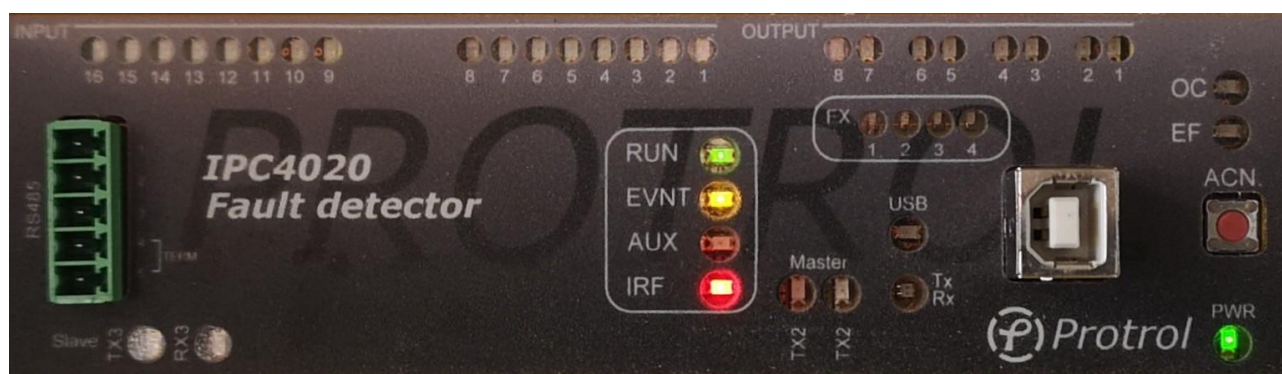 INPUT
16 15 14 13 12 11 10 9 8 7 6 5 4 3 2 1
OUTPUT
8 7 6 5 4 3 2 1
OC
EF
FX
1 2 3 4
PROTROL
IPC4020
Fault detector
RS485
TERM
RUN
EVNT
AUX
IRF
USB
ACN.
Master
TX2 TX2
Tx
Rx
Slave TX3 RX3
Protrol
PWR